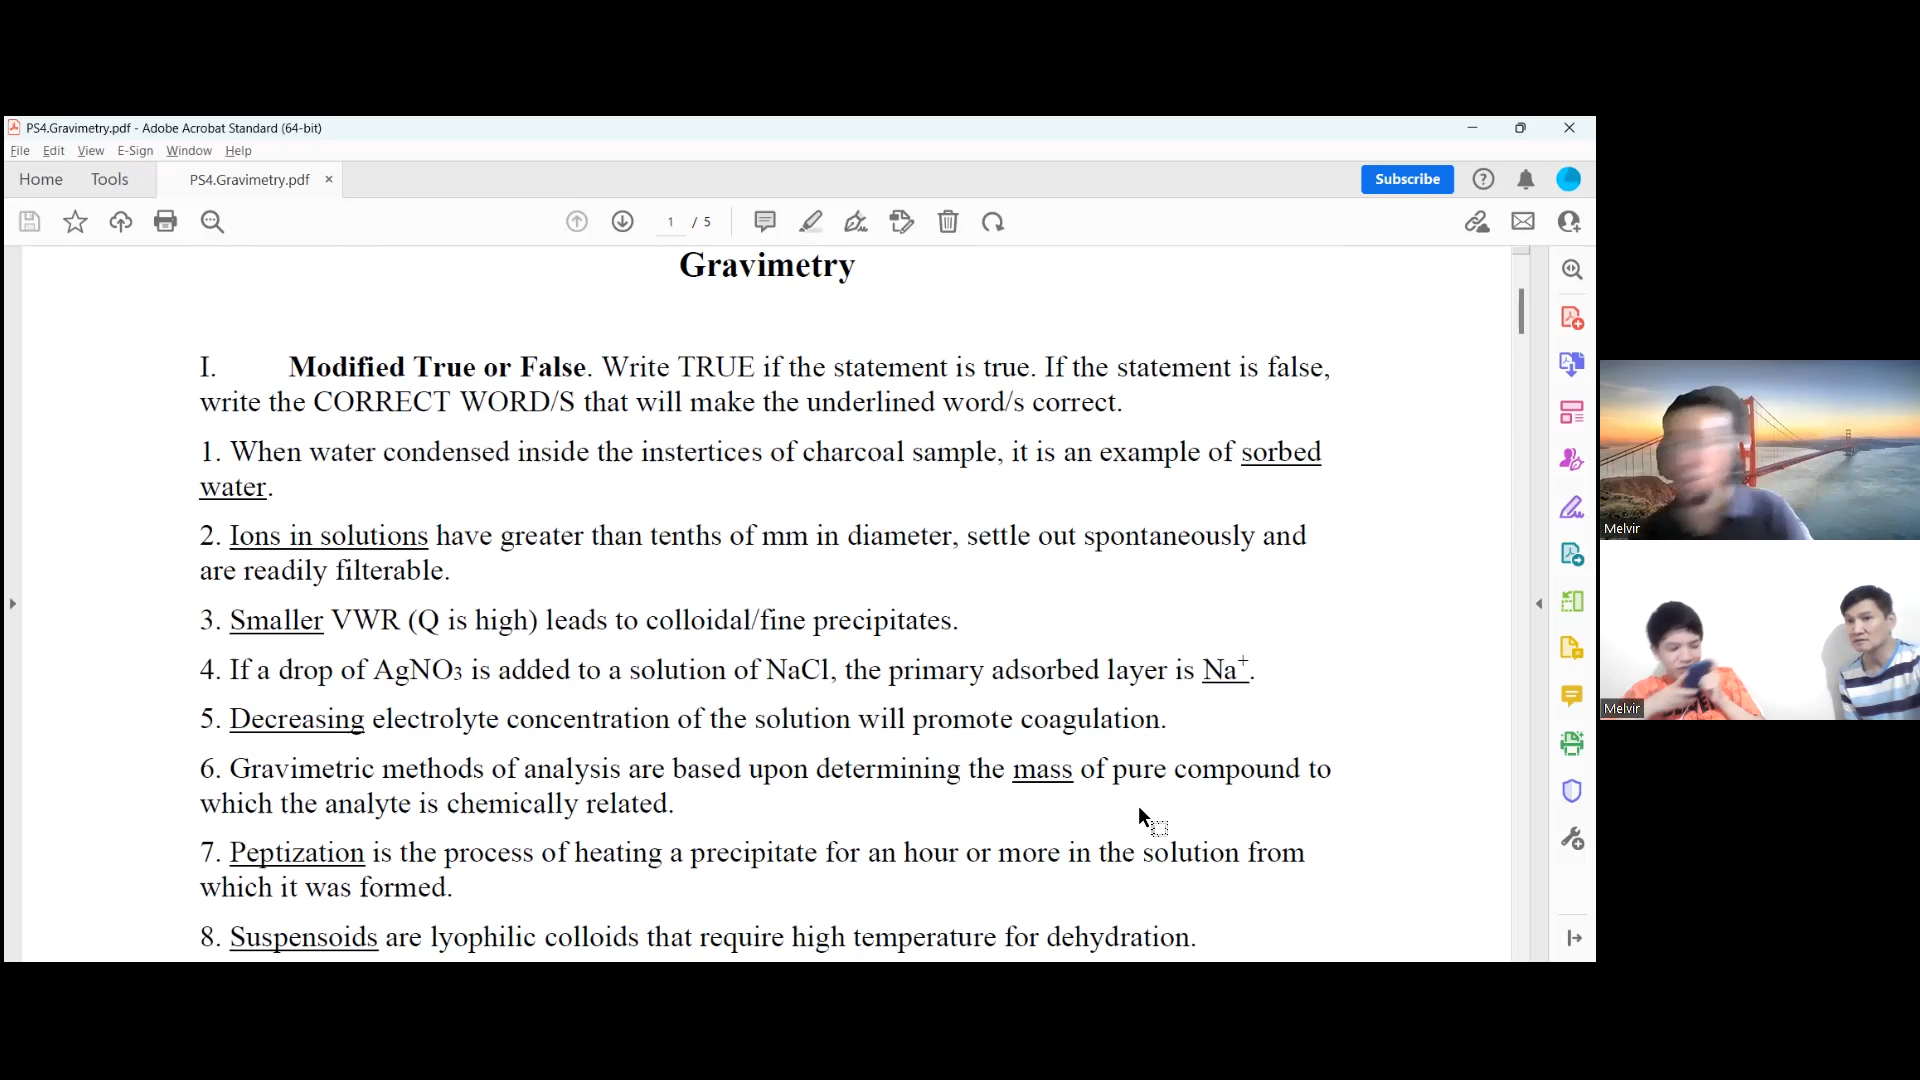 PS4.Gravimetry.pdf - Adobe Acrobat Standard (64-bit)
File Edit View E-Sign Window Help
Home Tools PS4.Gravimetry.pdf × Subscribe
1 / 5
Gravimetry
I. Modified True or False. Write TRUE if the statement is true. If the statement is false,
write the CORRECT WORD/S that will make the underlined word/s correct.
1. When water condensed inside the instertices of charcoal sample, it is an example of sorbed
water.
2. Ions in solutions have greater than tenths of mm in diameter, settle out spontaneously and
are readily filterable.
3. Smaller VWR (Q is high) leads to colloidal/fine precipitates.
4. If a drop of AgNO₃ is added to a solution of NaCl, the primary adsorbed layer is Na⁺.
5. Decreasing electrolyte concentration of the solution will promote coagulation.
6. Gravimetric methods of analysis are based upon determining the mass of pure compound to
which the analyte is chemically related.
7. Peptization is the process of heating a precipitate for an hour or more in the solution from
which it was formed.
8. Suspensoids are lyophilic colloids that require high temperature for dehydration.
Melvir
Melvir